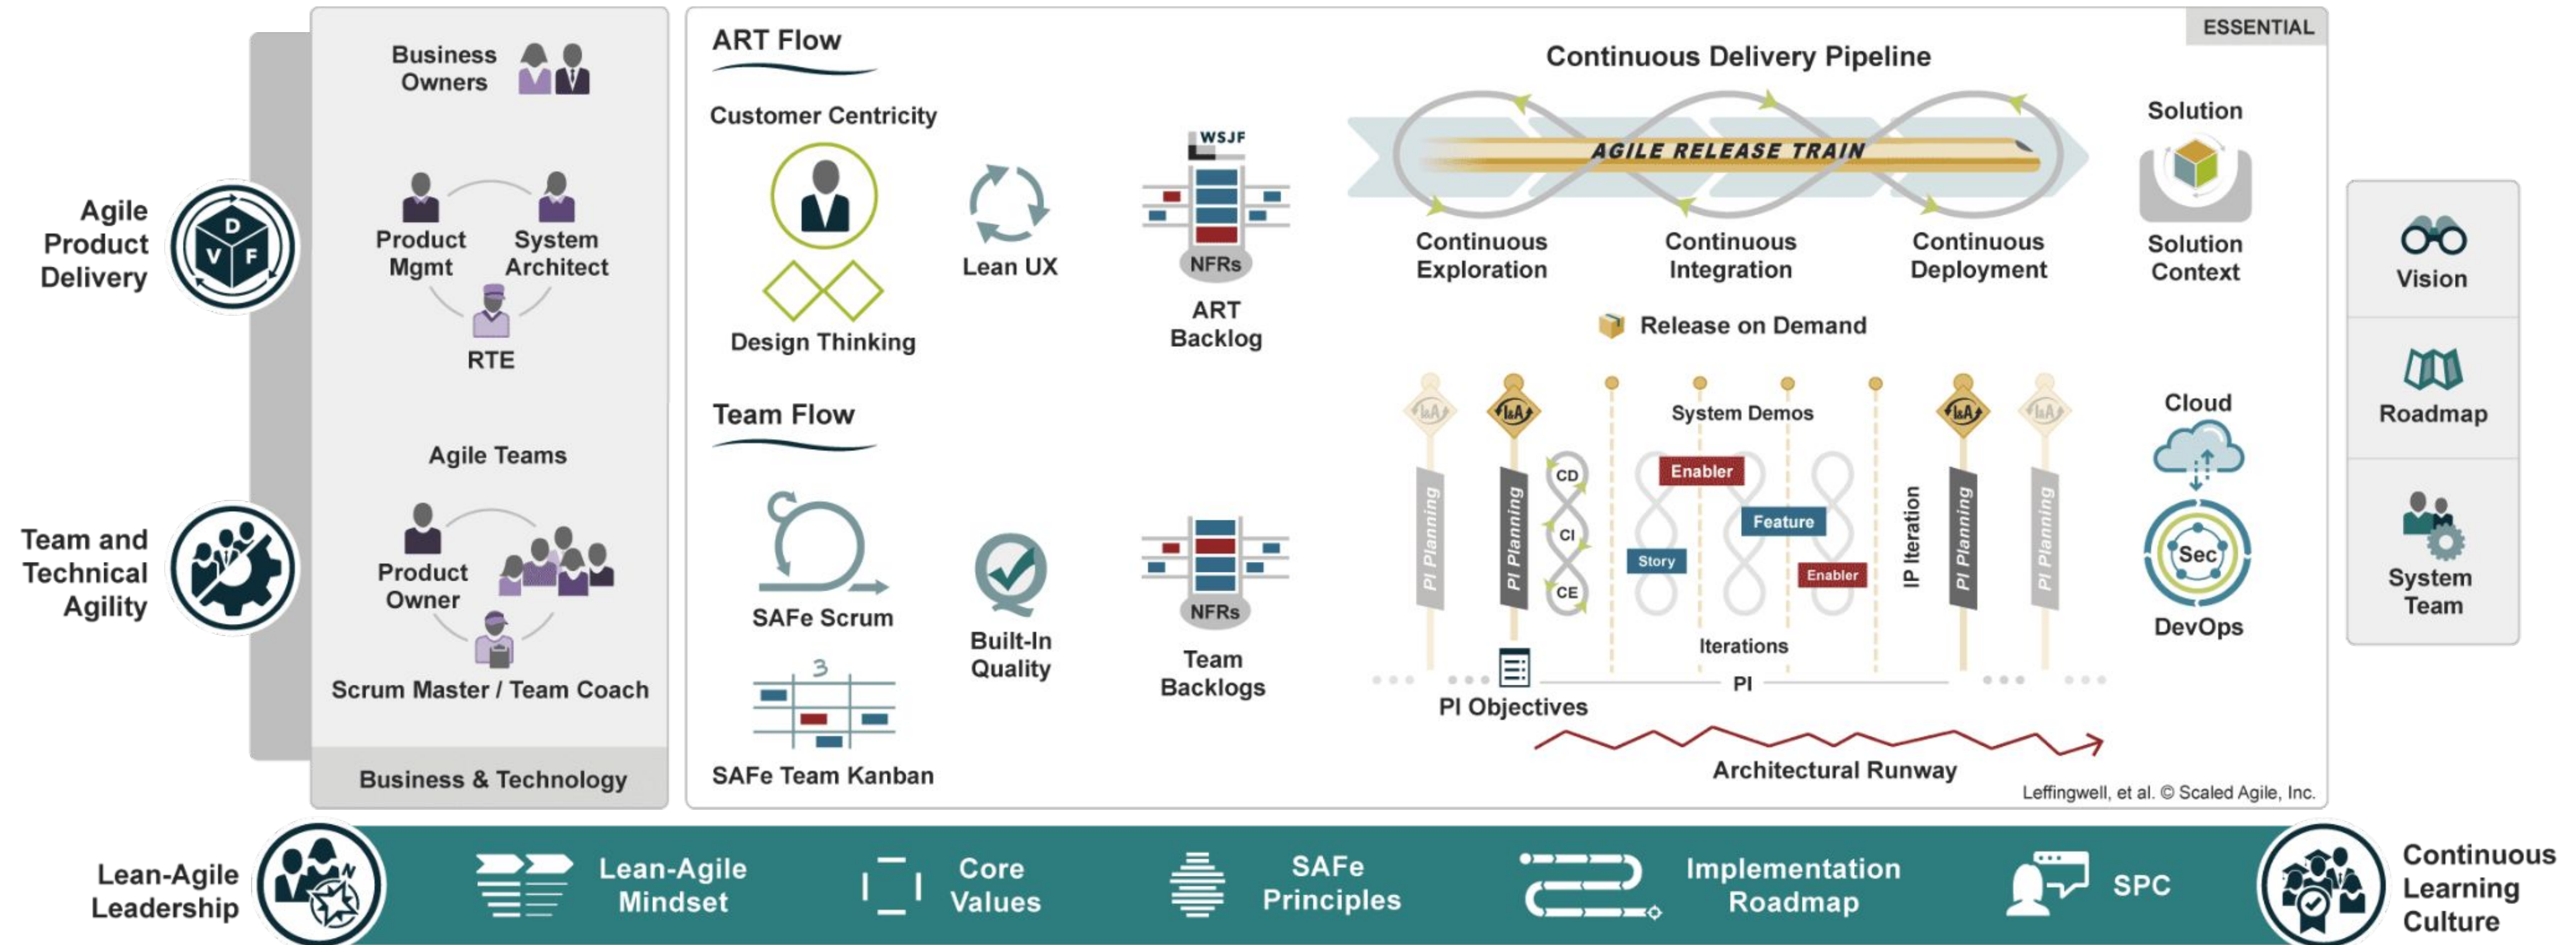 ESSENTIAL
Business
Owners
Agile
Product
Delivery
D
V F
Product
Mgmt
System
Architect
RTE
Team and
Technical
Agility
Agile Teams
Product
Owner
Scrum Master / Team Coach
Business & Technology
ART Flow
Customer Centricity
Design Thinking
Lean UX
WSJF
NFRs
ART
Backlog
Team Flow
SAFe Scrum
3
SAFe Team Kanban
Built-In
Quality
NFRs
Team
Backlogs
Continuous Delivery Pipeline
AGILE RELEASE TRAIN
Continuous
Exploration
Continuous
Integration
Continuous
Deployment
Release on Demand
Solution
Solution
Context
I&A
I&A
I&A
I&A
System Demos
PI Planning
PI Planning
CD
CI
CE
Enabler
Feature
Story
Enabler
IP Iteration
PI Planning
PI Planning
Iterations
PI
PI Objectives
Architectural Runway
Cloud
Sec
DevOps
Leffingwell, et al. © Scaled Agile, Inc.
Vision
Roadmap
System
Team
Lean-Agile
Leadership
N
Lean-Agile
Mindset
Core
Values
SAFe
Principles
Implementation
Roadmap
SPC
Continuous
Learning
Culture